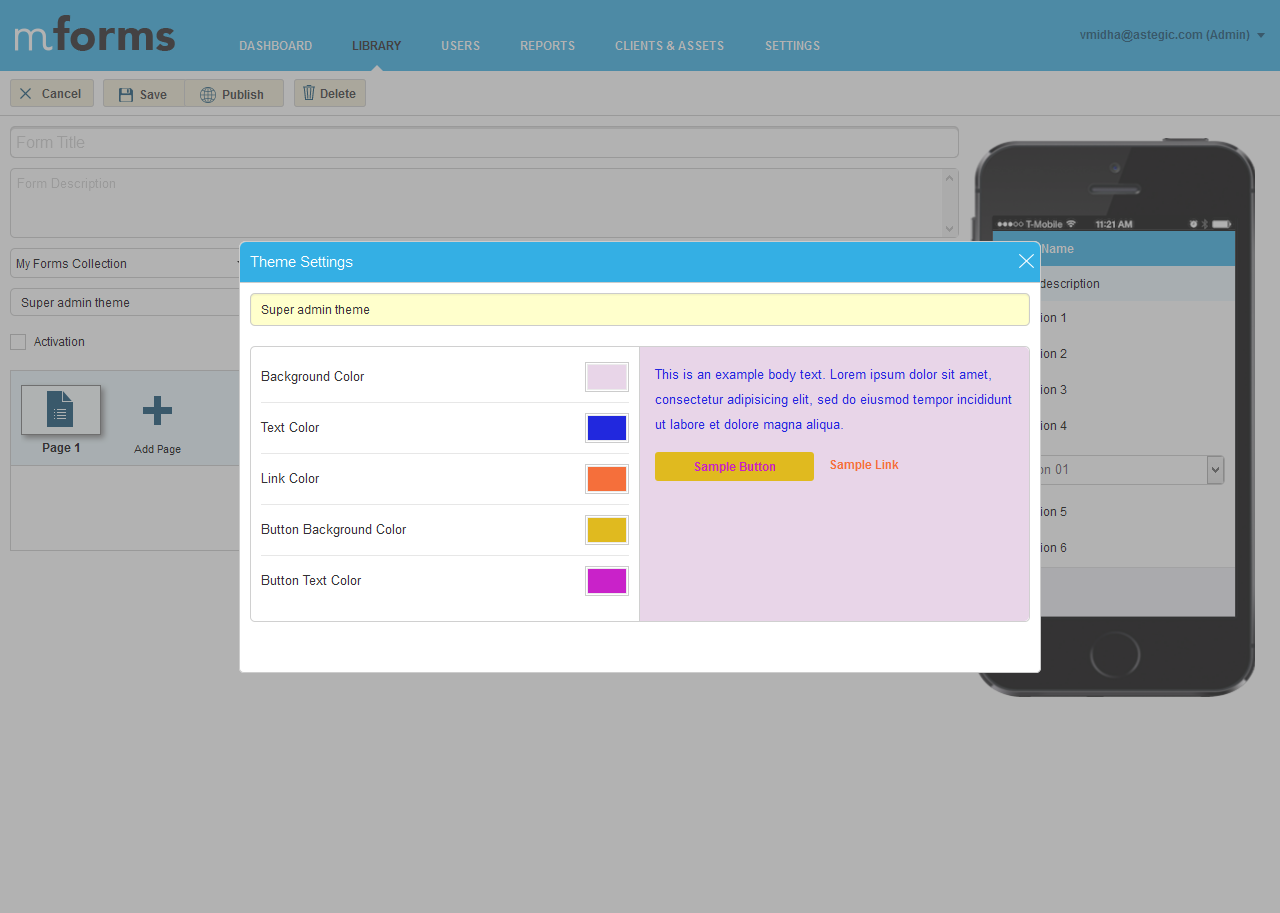 mforms
DASHBOARD LIBRARY USERS REPORTS CLIENTS & ASSETS SETTINGS
vmidha@astegic.com (Admin)
Cancel Save Publish Delete
Form Title
Form Description
T-Mobile 11:21 AM
Name
My Forms Collection
Theme Settings
description
Super admin theme
Super admin theme
ion 1
Activation
ion 2
Background Color
This is an example body text. Lorem ipsum dolor sit amet,
consectetur adipisicing elit, sed do eiusmod tempor incididunt
ut labore et dolore magna aliqua.
ion 3
Text Color
ion 4
Page 1
Add Page
Sample Button Sample Link
on 01
Link Color
ion 5
Button Background Color
ion 6
Button Text Color